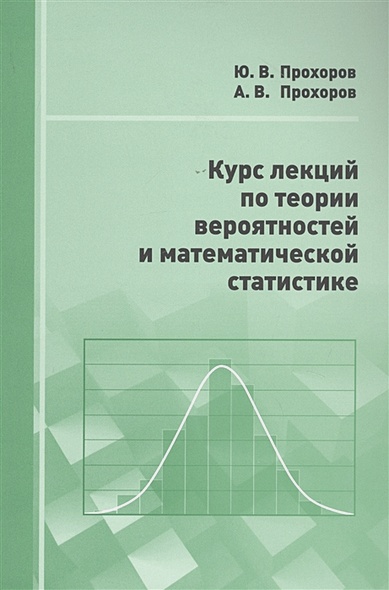 Ю. В. Прохоров
А. В. Прохоров
Курс лекций
по теории
вероятностей
и математической
статистике